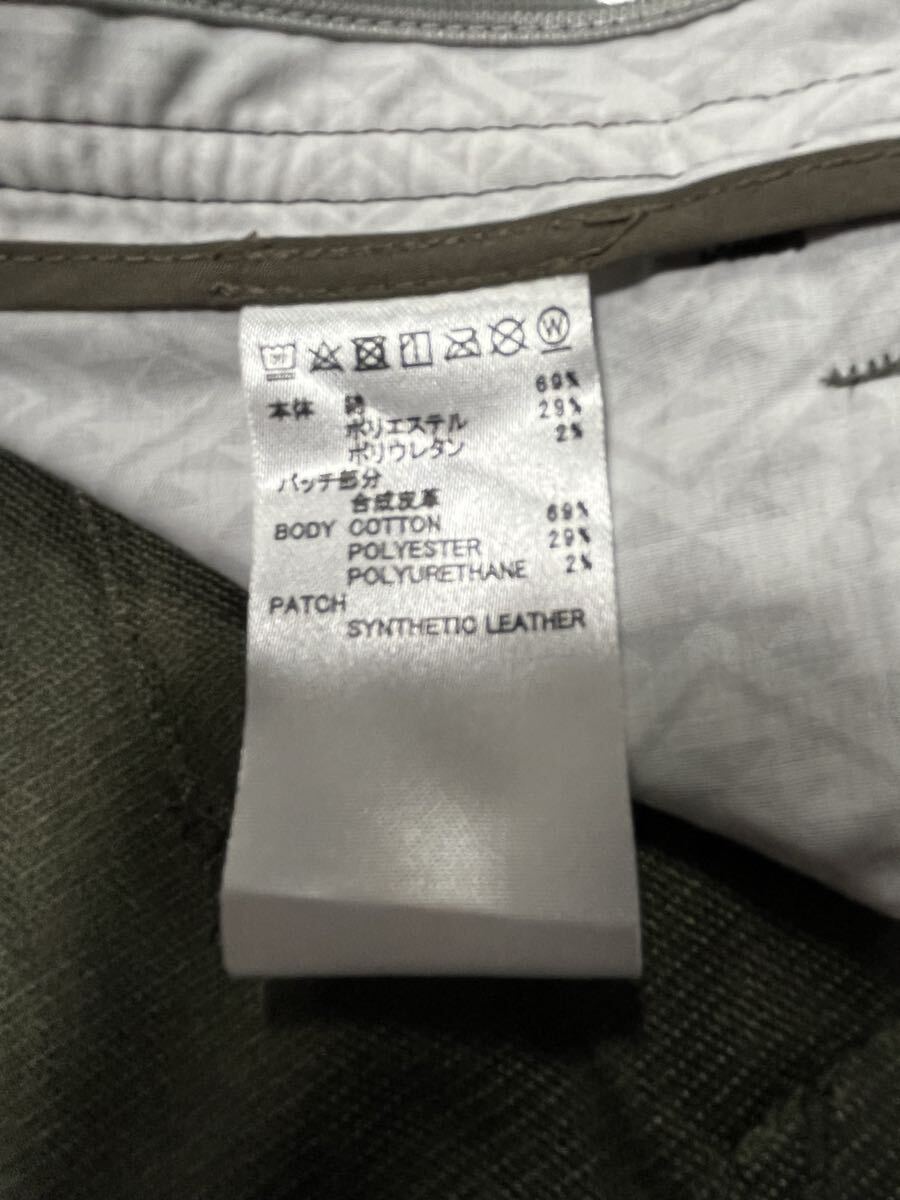 W
本体 綿 69%
ポリエステル 29%
ポリウレタン 2%
パッチ部分
合成皮革
BODY COTTON 69%
POLYESTER 29%
POLYURETHANE 2%
PATCH
SYNTHETIC LEATHER